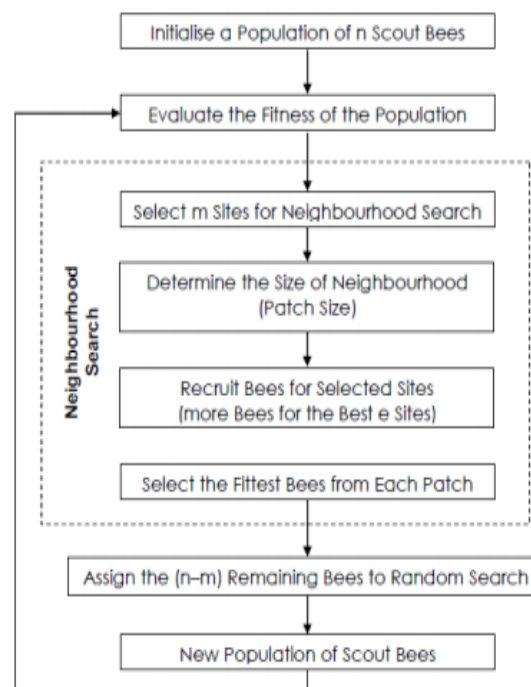 Initialise a Population of n Scout Bees
Evaluate the Fitness of the Population
Neighbourhood
Search
Select m Sites for Neighbourhood Search
Determine the Size of Neighbourhood
(Patch Size)
Recruit Bees for Selected Sites
(more Bees for the Best e Sites)
Select the Fittest Bees from Each Patch
Assign the (n–m) Remaining Bees to Random Search
New Population of Scout Bees